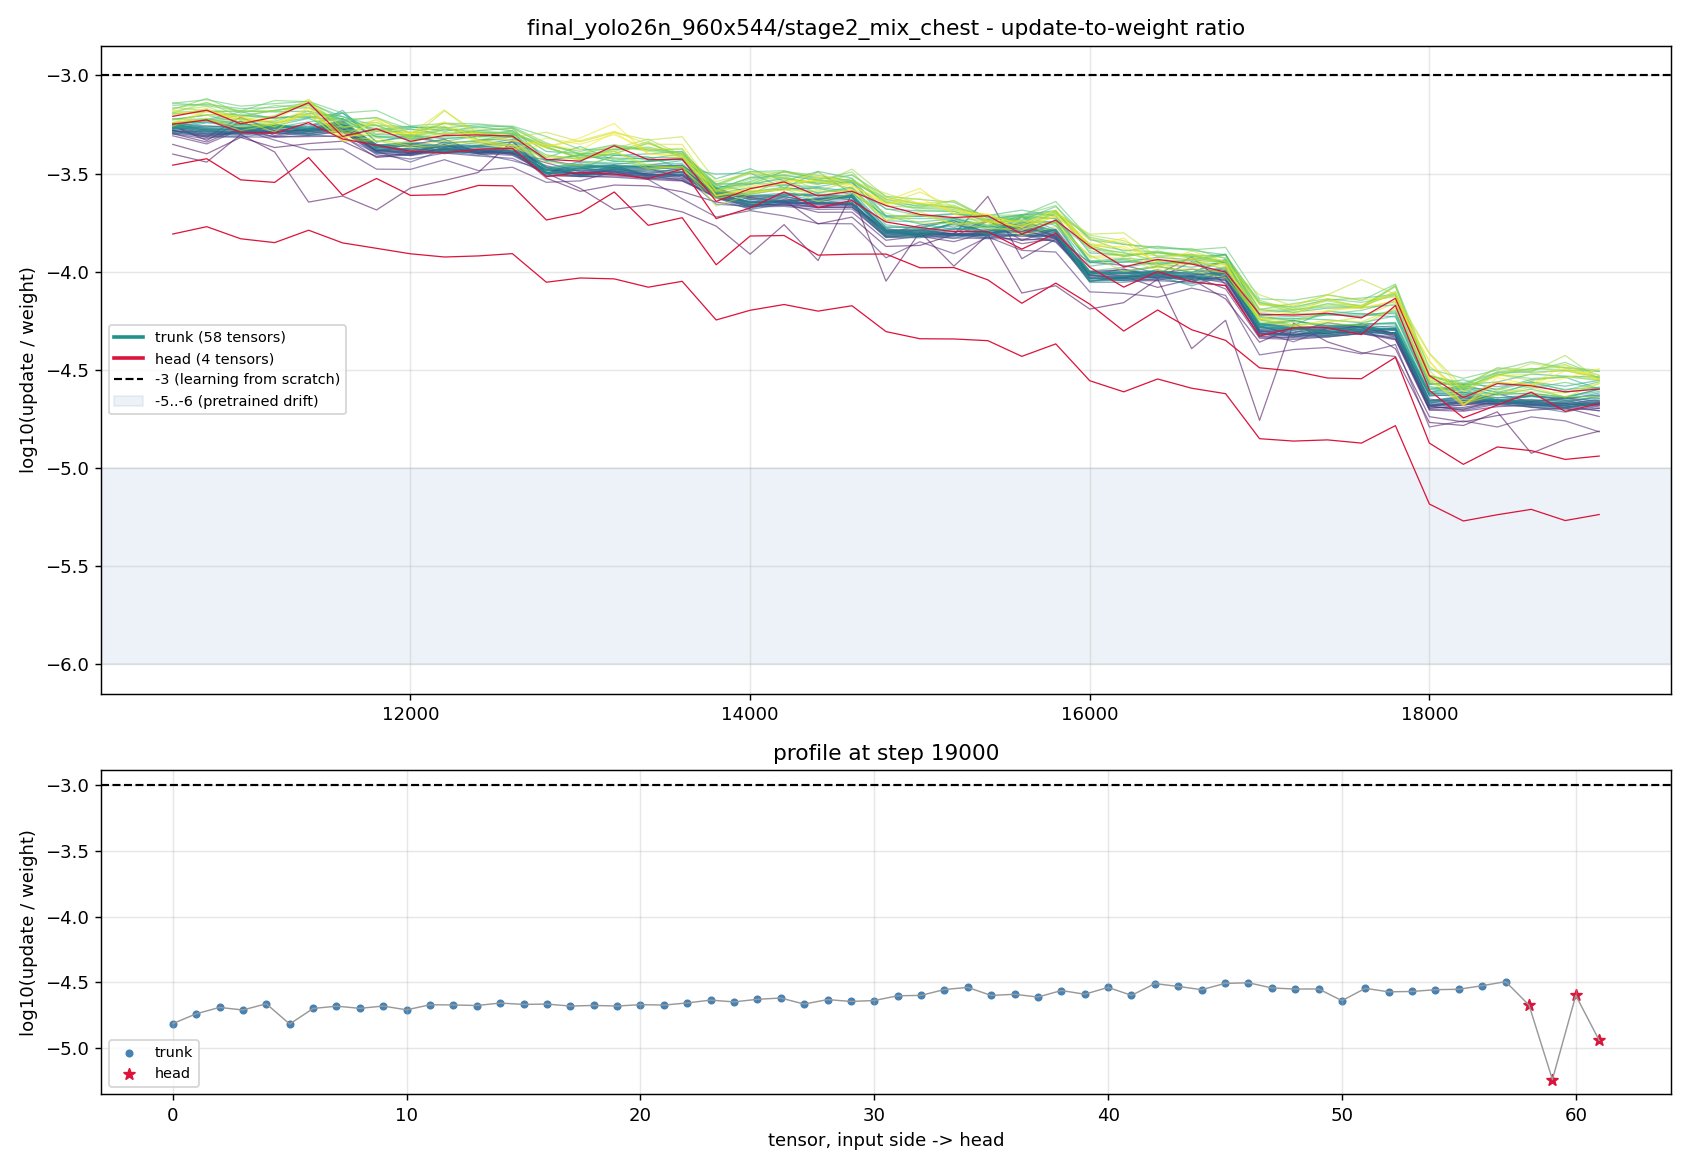 final_yolo26n_960x544/stage2_mix_chest - update-to-weight ratio
log10(update / weight)
−3.0
−3.5
−4.0
−4.5
−5.0
−5.5
−6.0
trunk (58 tensors)
head (4 tensors)
-3 (learning from scratch)
-5..-6 (pretrained drift)
12000 14000 16000 18000
profile at step 19000
log10(update / weight)
−3.0
−3.5
−4.0
−4.5
−5.0
trunk
head
0 10 20 30 40 50 60
tensor, input side -> head